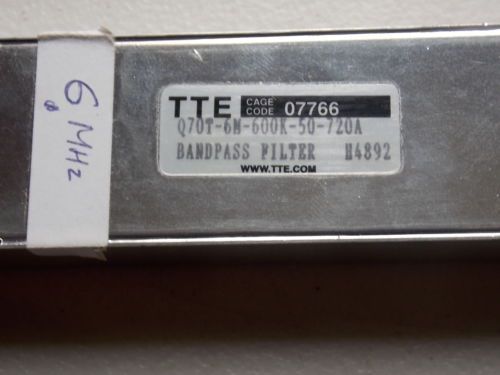 6 MHz
TTE CAGE CODE 07766
Q70T-6M-600K-50-720A
BANDPASS FILTER H4892
WWW.TTE.COM